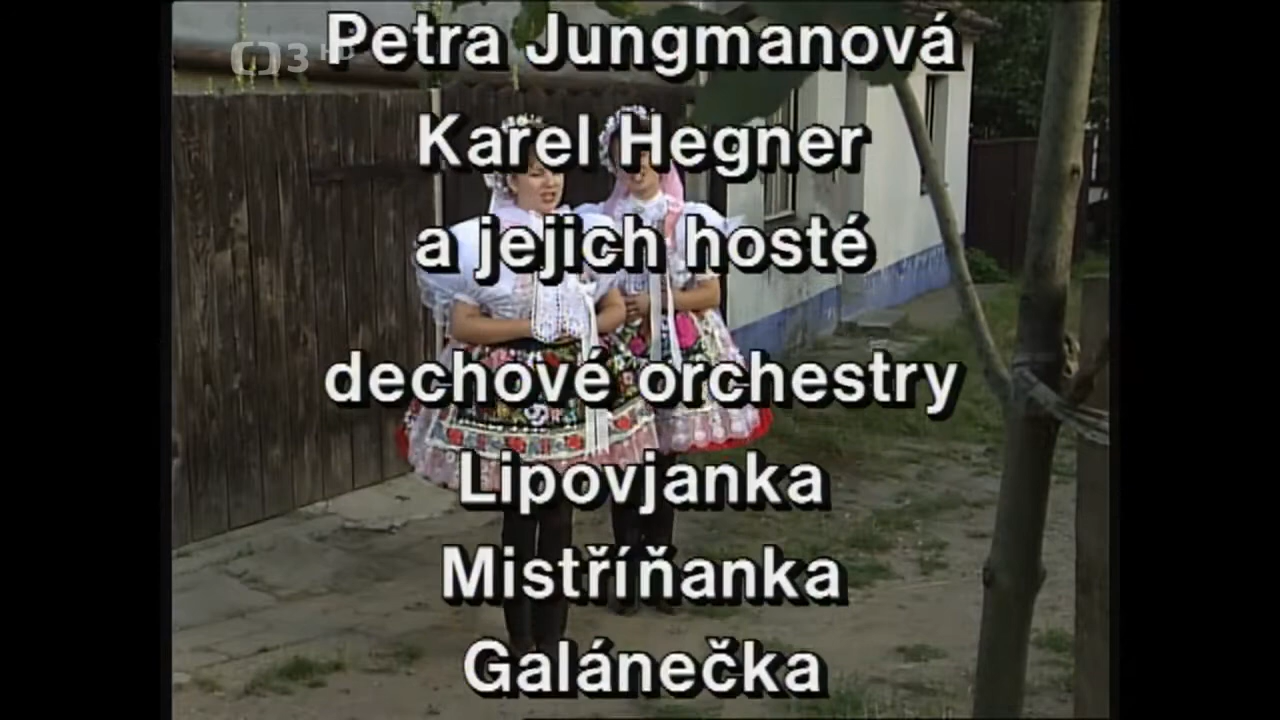 Petra Jungmanová
Karel Hegner
a jejich hosté
dechové orchestry
Lipovjanka
Mistříňanka
Galánečka